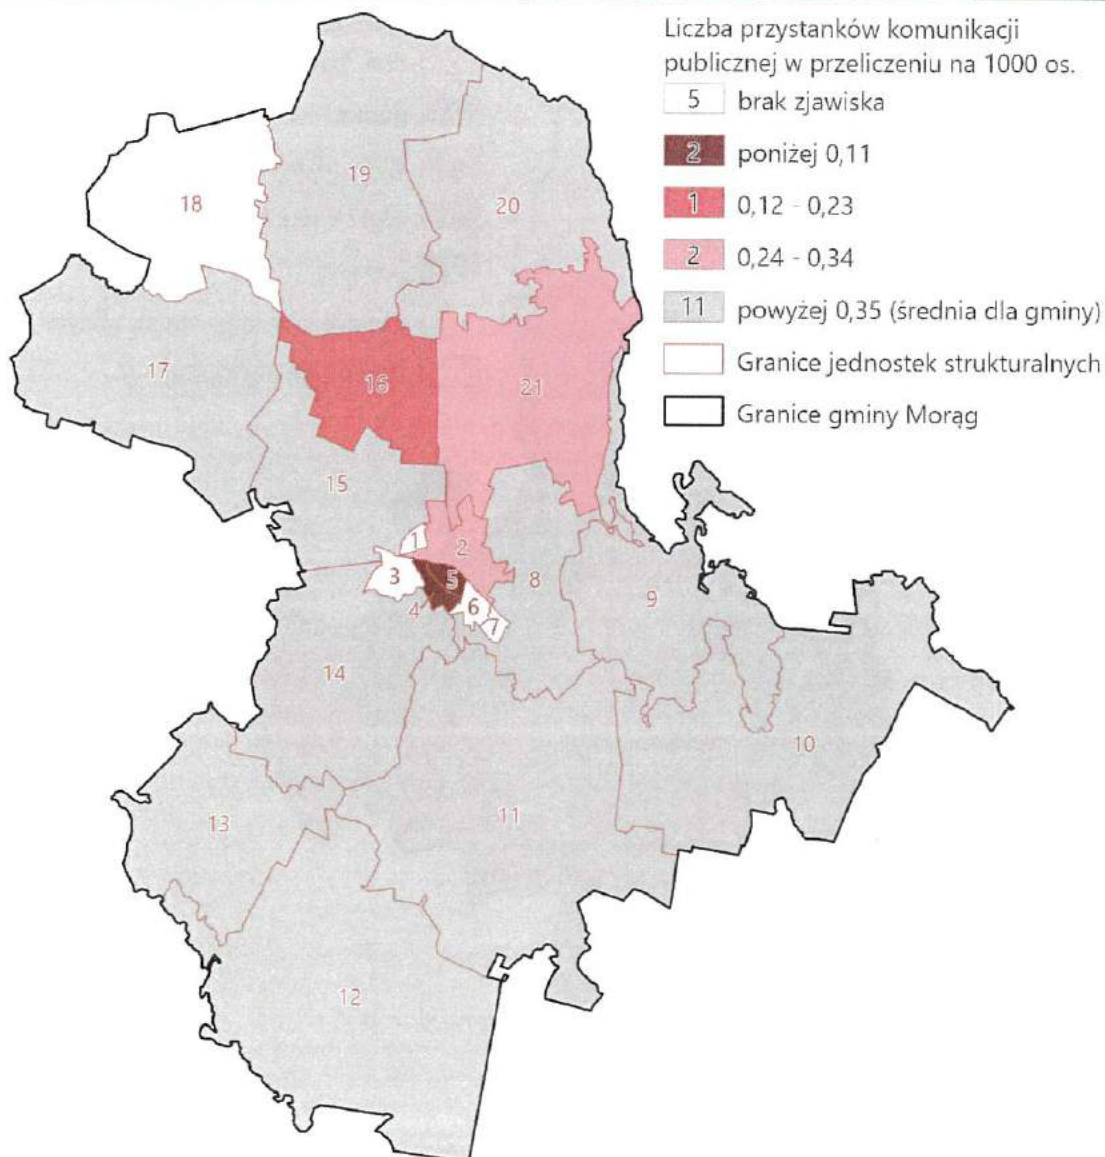 Liczba przystanków komunikacji
publicznej w przeliczeniu na 1000 os.
5 brak zjawiska
2 poniżej 0,11
1 0,12 - 0,23
2 0,24 - 0,34
11 powyżej 0,35 (średnia dla gminy)
Granice jednostek strukturalnych
Granice gminy Morąg
19
18
20
17
16
21
15
1
2
3
5
8
6
9
4
7
14
10
11
13
12